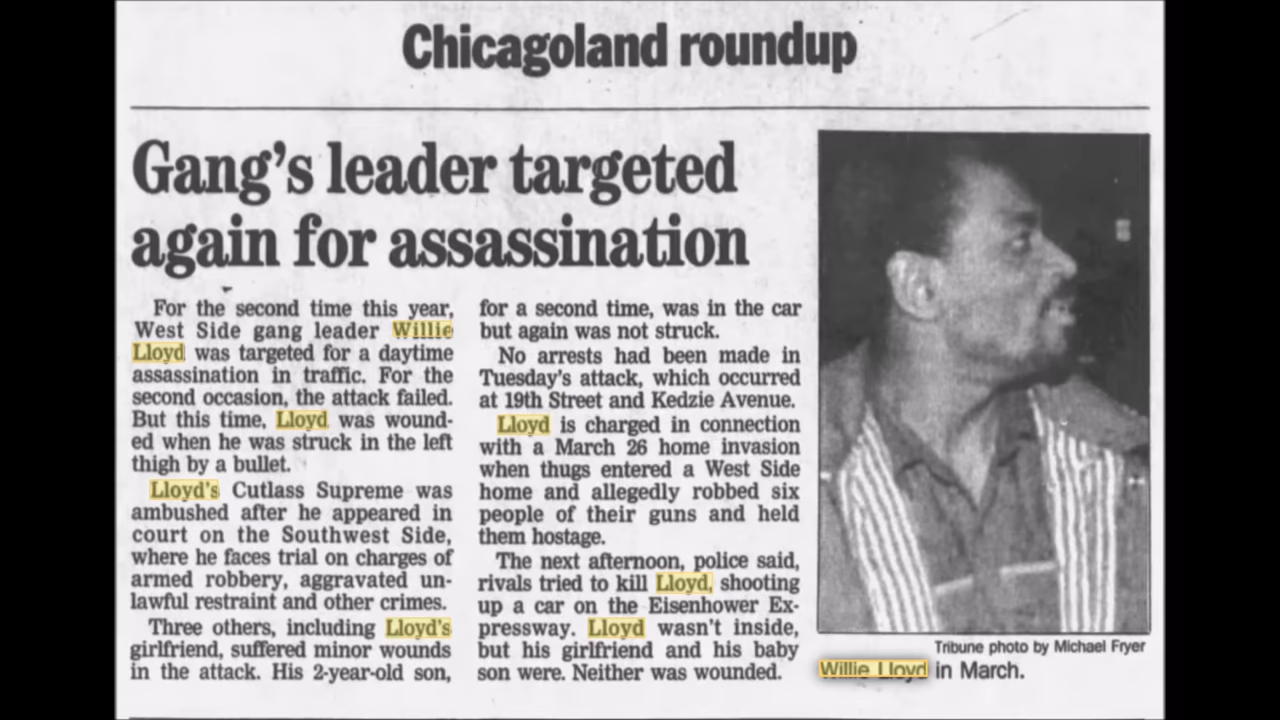 Chicagoland roundup
Gang's leader targeted
again for assassination
For the second time this year,
West Side gang leader Willie
Lloyd was targeted for a daytime
assassination in traffic. For the
second occasion, the attack failed.
But this time, Lloyd was wound-
ed when he was struck in the left
thigh by a bullet.
Lloyd's Cutlass Supreme was
ambushed after he appeared in
court on the Southwest Side,
where he faces trial on charges of
armed robbery, aggravated un-
lawful restraint and other crimes.
Three others, including Lloyd's
girlfriend, suffered minor wounds
in the attack. His 2-year-old son,
for a second time, was in the car
but again was not struck.
No arrests had been made in
Tuesday's attack, which occurred
at 19th Street and Kedzie Avenue.
Lloyd is charged in connection
with a March 26 home invasion
when thugs entered a West Side
home and allegedly robbed six
people of their guns and held
them hostage.
The next afternoon, police said,
rivals tried to kill Lloyd, shooting
up a car on the Eisenhower Ex-
pressway. Lloyd wasn't inside,
but his girlfriend and his baby
son were. Neither was wounded.
Tribune photo by Michael Fryer
Willie Lloyd in March.